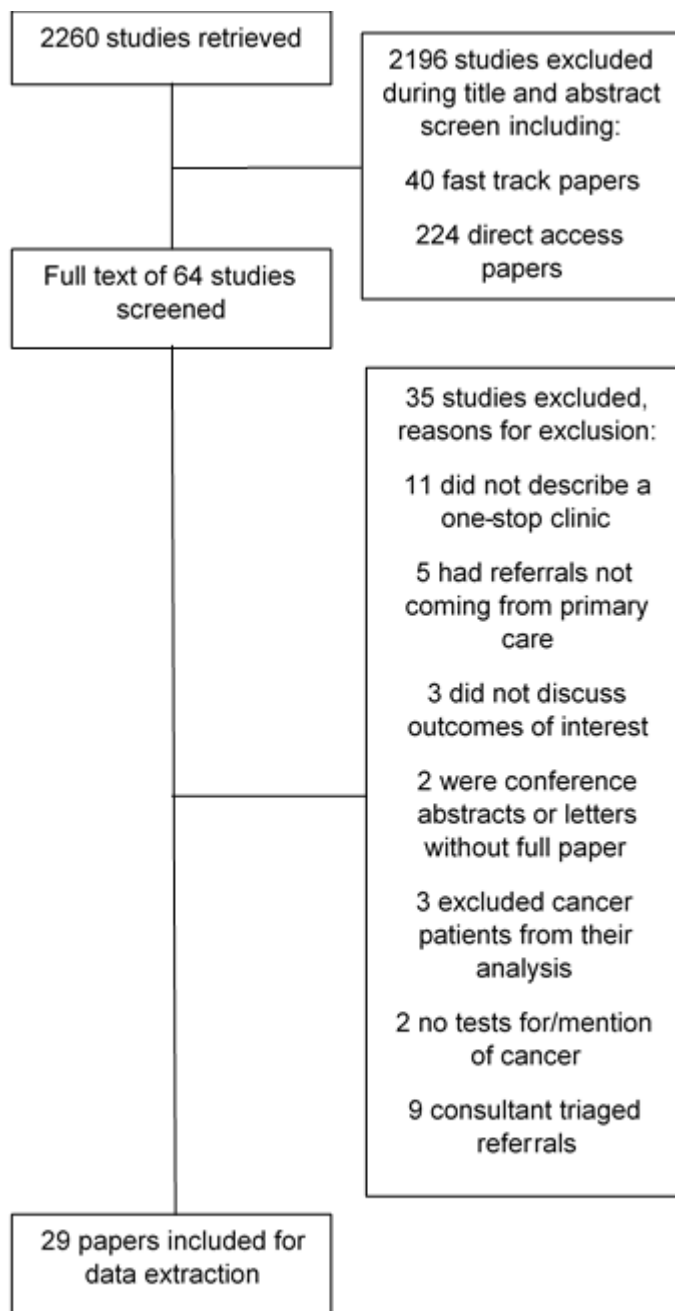 2260 studies retrieved
2196 studies excluded
during title and abstract
screen including:
40 fast track papers
224 direct access
papers
Full text of 64 studies
screened
35 studies excluded,
reasons for exclusion:
11 did not describe a
one-stop clinic
5 had referrals not
coming from primary
care
3 did not discuss
outcomes of interest
2 were conference
abstracts or letters
without full paper
3 excluded cancer
patients from their
analysis
2 no tests for/mention
of cancer
9 consultant triaged
referrals
29 papers included for
data extraction